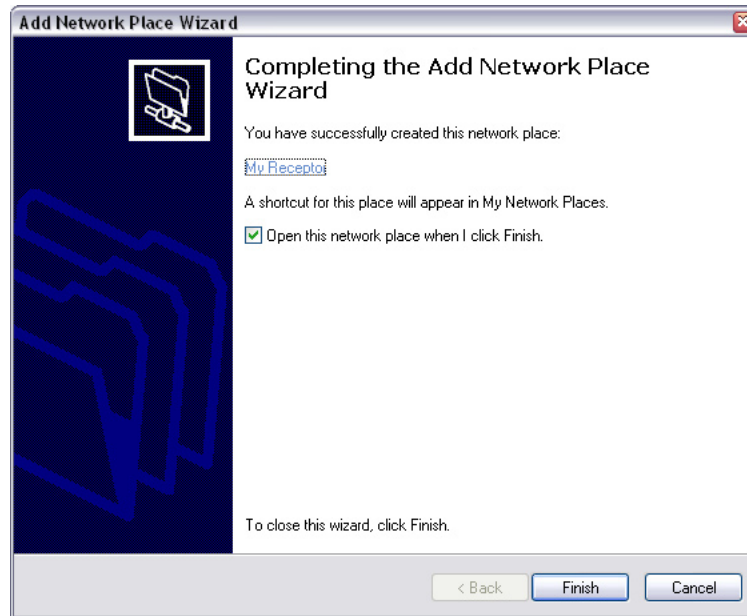 Add Network Place Wizard
Completing the Add Network Place
Wizard
You have successfully created this network place:
My Recepto
A shortcut for this place will appear in My Network Places.
Open this network place when I click Finish.
To close this wizard, click Finish.
< Back
Finish
Cancel